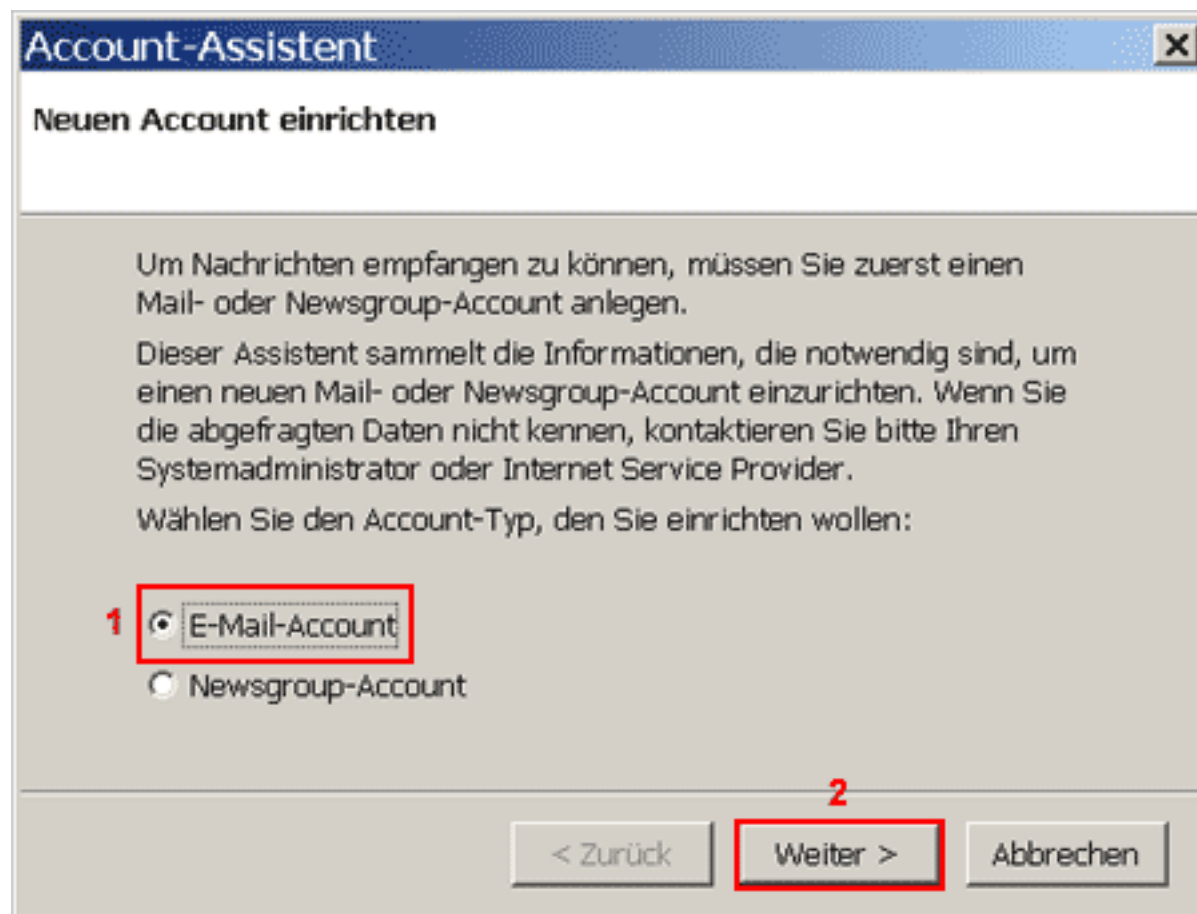 Account-Assistent
Neuen Account einrichten
Um Nachrichten empfangen zu können, müssen Sie zuerst einen
Mail- oder Newsgroup-Account anlegen.
Dieser Assistent sammelt die Informationen, die notwendig sind, um
einen neuen Mail- oder Newsgroup-Account einzurichten. Wenn Sie
die abgefragten Daten nicht kennen, kontaktieren Sie bitte Ihren
Systemadministrator oder Internet Service Provider.
Wählen Sie den Account-Typ, den Sie einrichten wollen:
1 E-Mail-Account
Newsgroup-Account
2
< Zurück Weiter > Abbrechen